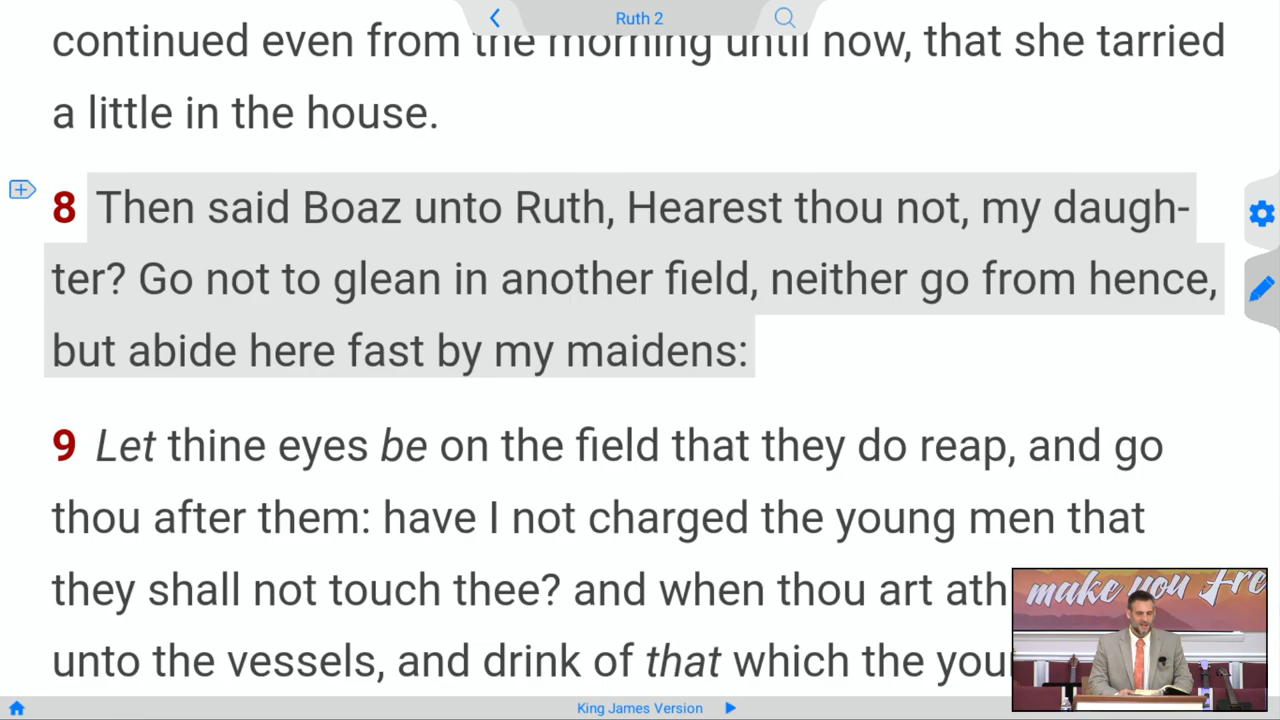 Ruth 2
continued even from the morning until now, that she tarried
a little in the house.
8 Then said Boaz unto Ruth, Hearest thou not, my daugh-
ter? Go not to glean in another field, neither go from hence,
but abide here fast by my maidens:
9 Let thine eyes be on the field that they do reap, and go
thou after them: have I not charged the young men that
they shall not touch thee? and when thou art ath
unto the vessels, and drink of that which the you
make you Fre
King James Version